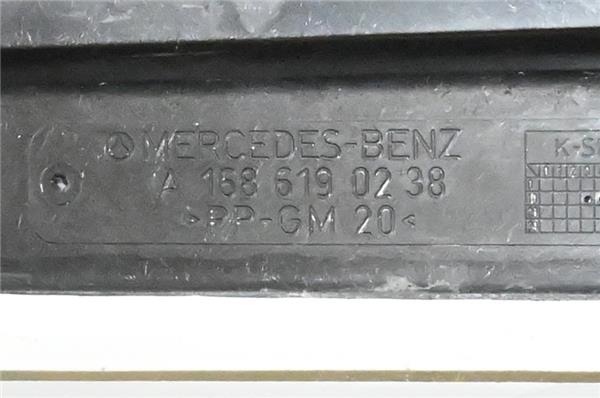 MERCEDES-BENZ
A 168 619 02 38
>PP-GM 20<